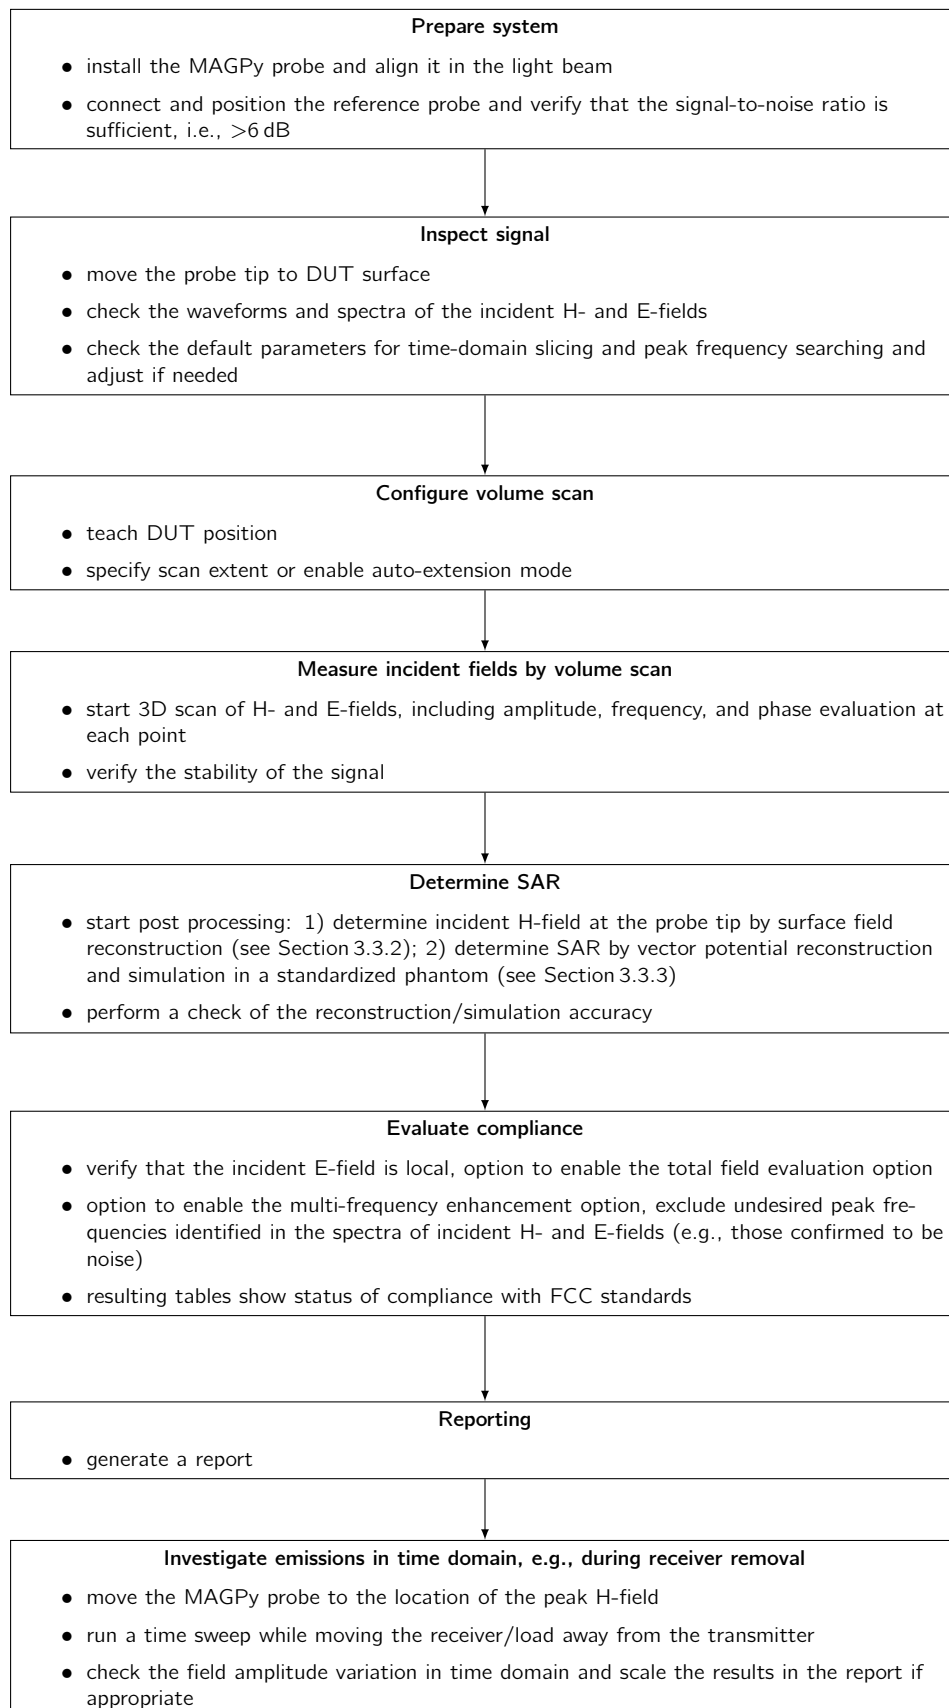 Prepare system
• install the MAGPy probe and align it in the light beam
• connect and position the reference probe and verify that the signal-to-noise ratio is
sufficient, i.e., >6 dB
Inspect signal
• move the probe tip to DUT surface
• check the waveforms and spectra of the incident H- and E-fields
• check the default parameters for time-domain slicing and peak frequency searching and
adjust if needed
Configure volume scan
• teach DUT position
• specify scan extent or enable auto-extension mode
Measure incident fields by volume scan
• start 3D scan of H- and E-fields, including amplitude, frequency, and phase evaluation at
each point
• verify the stability of the signal
Determine SAR
• start post processing: 1) determine incident H-field at the probe tip by surface field
reconstruction (see Section 3.3.2); 2) determine SAR by vector potential reconstruction
and simulation in a standardized phantom (see Section 3.3.3)
• perform a check of the reconstruction/simulation accuracy
Evaluate compliance
• verify that the incident E-field is local, option to enable the total field evaluation option
• option to enable the multi-frequency enhancement option, exclude undesired peak fre-
quencies identified in the spectra of incident H- and E-fields (e.g., those confirmed to be
noise)
• resulting tables show status of compliance with FCC standards
Reporting
• generate a report
Investigate emissions in time domain, e.g., during receiver removal
• move the MAGPy probe to the location of the peak H-field
• run a time sweep while moving the receiver/load away from the transmitter
• check the field amplitude variation in time domain and scale the results in the report if
appropriate